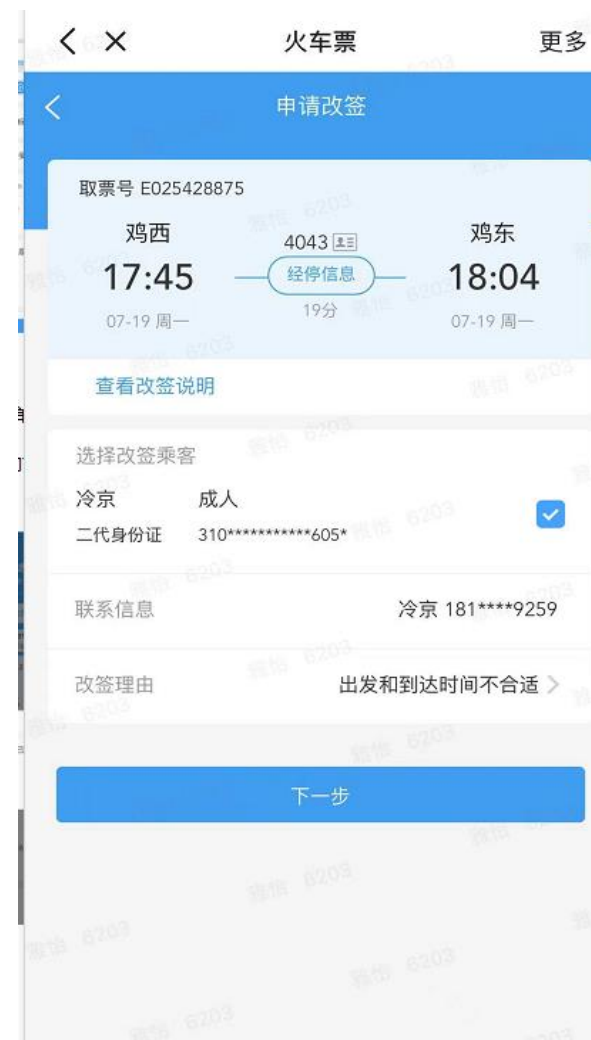 火车票 更多
申请改签
取票号 E025428875
鸡西 4043 鸡东
17:45 经停信息 18:04
07-19 周一 19分 07-19 周一
查看改签说明
选择改签乘客
冷京 成人
二代身份证 310***********605*
联系信息 冷京 181****9259
改签理由 出发和到达时间不合适
下一步
雅怡 6203